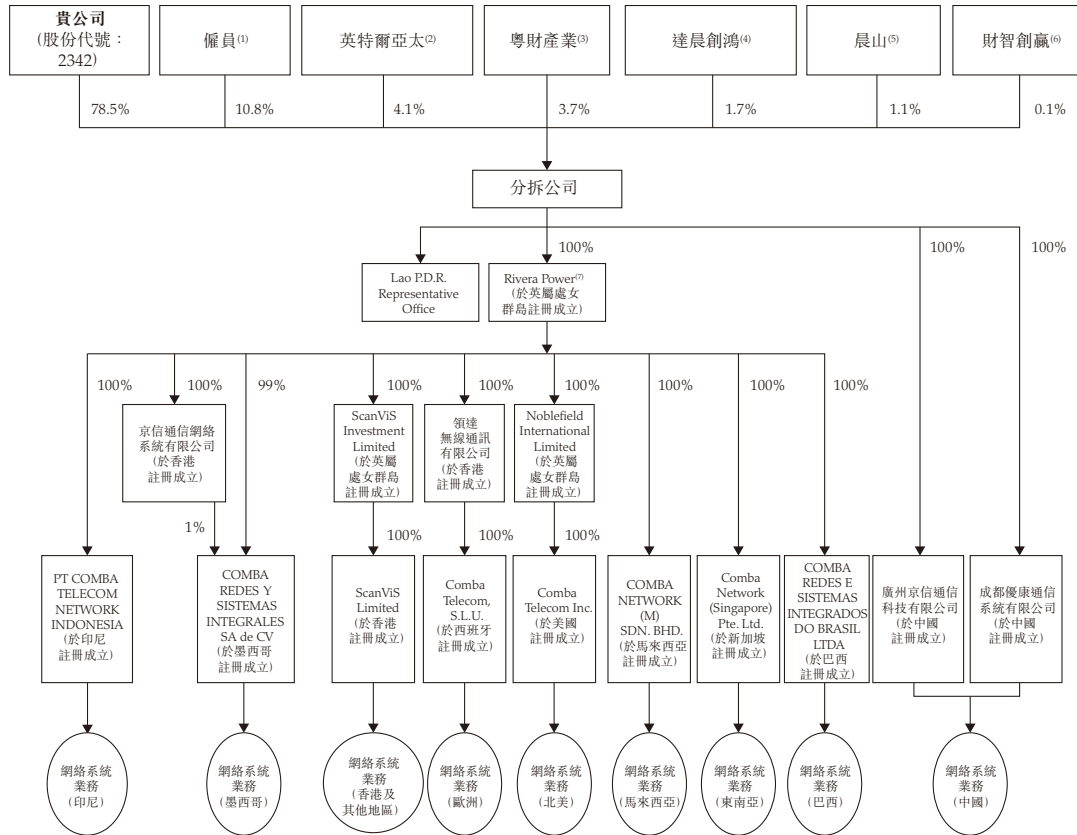 貴公司
(股份代號：
2342)
僱員(1)
英特爾亞太(2)
粵財產業(3)
達晨創鴻(4)
晨山(5)
財智創贏(6)
78.5%
10.8%
4.1%
3.7%
1.7%
1.1%
0.1%
分拆公司
100%
100%
100%
Lao P.D.R.
Representative
Office
Rivera Power(7)
(於英屬處女
群島註冊成立)
100%
100%
99%
100%
100%
100%
100%
100%
100%
京信通信網絡
系統有限公司
(於香港
註冊成立)
ScanViS
Investment
Limited
(於英屬
處女群島
註冊成立)
領達
無線通訊
有限公司
(於香港
註冊成立)
Noblefield
International
Limited
(於英屬
處女群島
註冊成立)
1%
100%
100%
100%
PT COMBA
TELECOM
NETWORK
INDONESIA
(於印尼
註冊成立)
COMBA
REDES Y
SISTEMAS
INTEGRALES
SA de CV
(於墨西哥
註冊成立)
ScanViS
Limited
(於香港
註冊成立)
Comba
Telecom,
S.L.U.
(於西班牙
註冊成立)
Comba
Telecom Inc.
(於美國
註冊成立)
COMBA
NETWORK
(M)
SDN. BHD.
(於馬來西亞
註冊成立)
Comba
Network
(Singapore)
Pte. Ltd.
(於新加坡
註冊成立)
COMBA
REDES E
SISTEMAS
INTEGRADOS
DO BRASIL
LTDA
(於巴西
註冊成立)
廣州京信通信
科技有限公司
(於中國
註冊成立)
成都優康通信
系統有限公司
(於中國
註冊成立)
網絡系統
業務
(印尼)
網絡系統
業務
(墨西哥)
網絡系統
業務
(香港及
其他地區)
網絡系統
業務
(歐洲)
網絡系統
業務
(北美)
網絡系統
業務
(馬來西亞)
網絡系統
業務
(東南亞)
網絡系統
業務
(巴西)
網絡系統
業務
(中國)